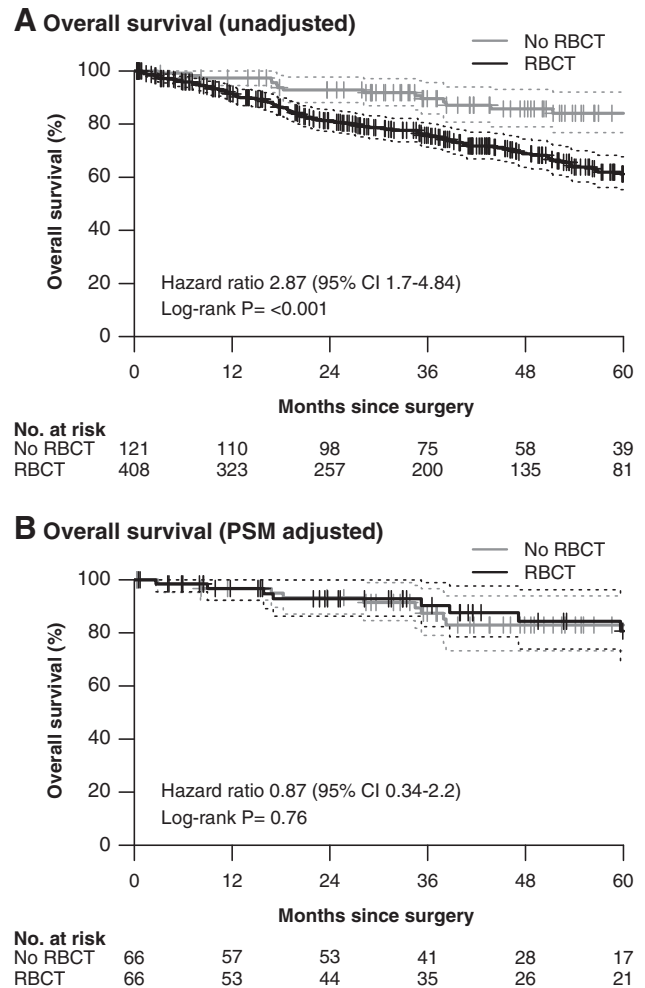 A Overall survival (unadjusted)
No RBCT
RBCT
100
80
60
40
20
0
Overall survival (%)
Hazard ratio 2.87 (95% CI 1.7-4.84)
Log-rank P= <0.001
0 12 24 36 48 60
Months since surgery
No. at risk
No RBCT 121 110 98 75 58 39
RBCT 408 323 257 200 135 81
B Overall survival (PSM adjusted)
No RBCT
RBCT
100
80
60
40
20
0
Overall survival (%)
Hazard ratio 0.87 (95% CI 0.34-2.2)
Log-rank P= 0.76
0 12 24 36 48 60
Months since surgery
No. at risk
No RBCT 66 57 53 41 28 17
RBCT 66 53 44 35 26 21